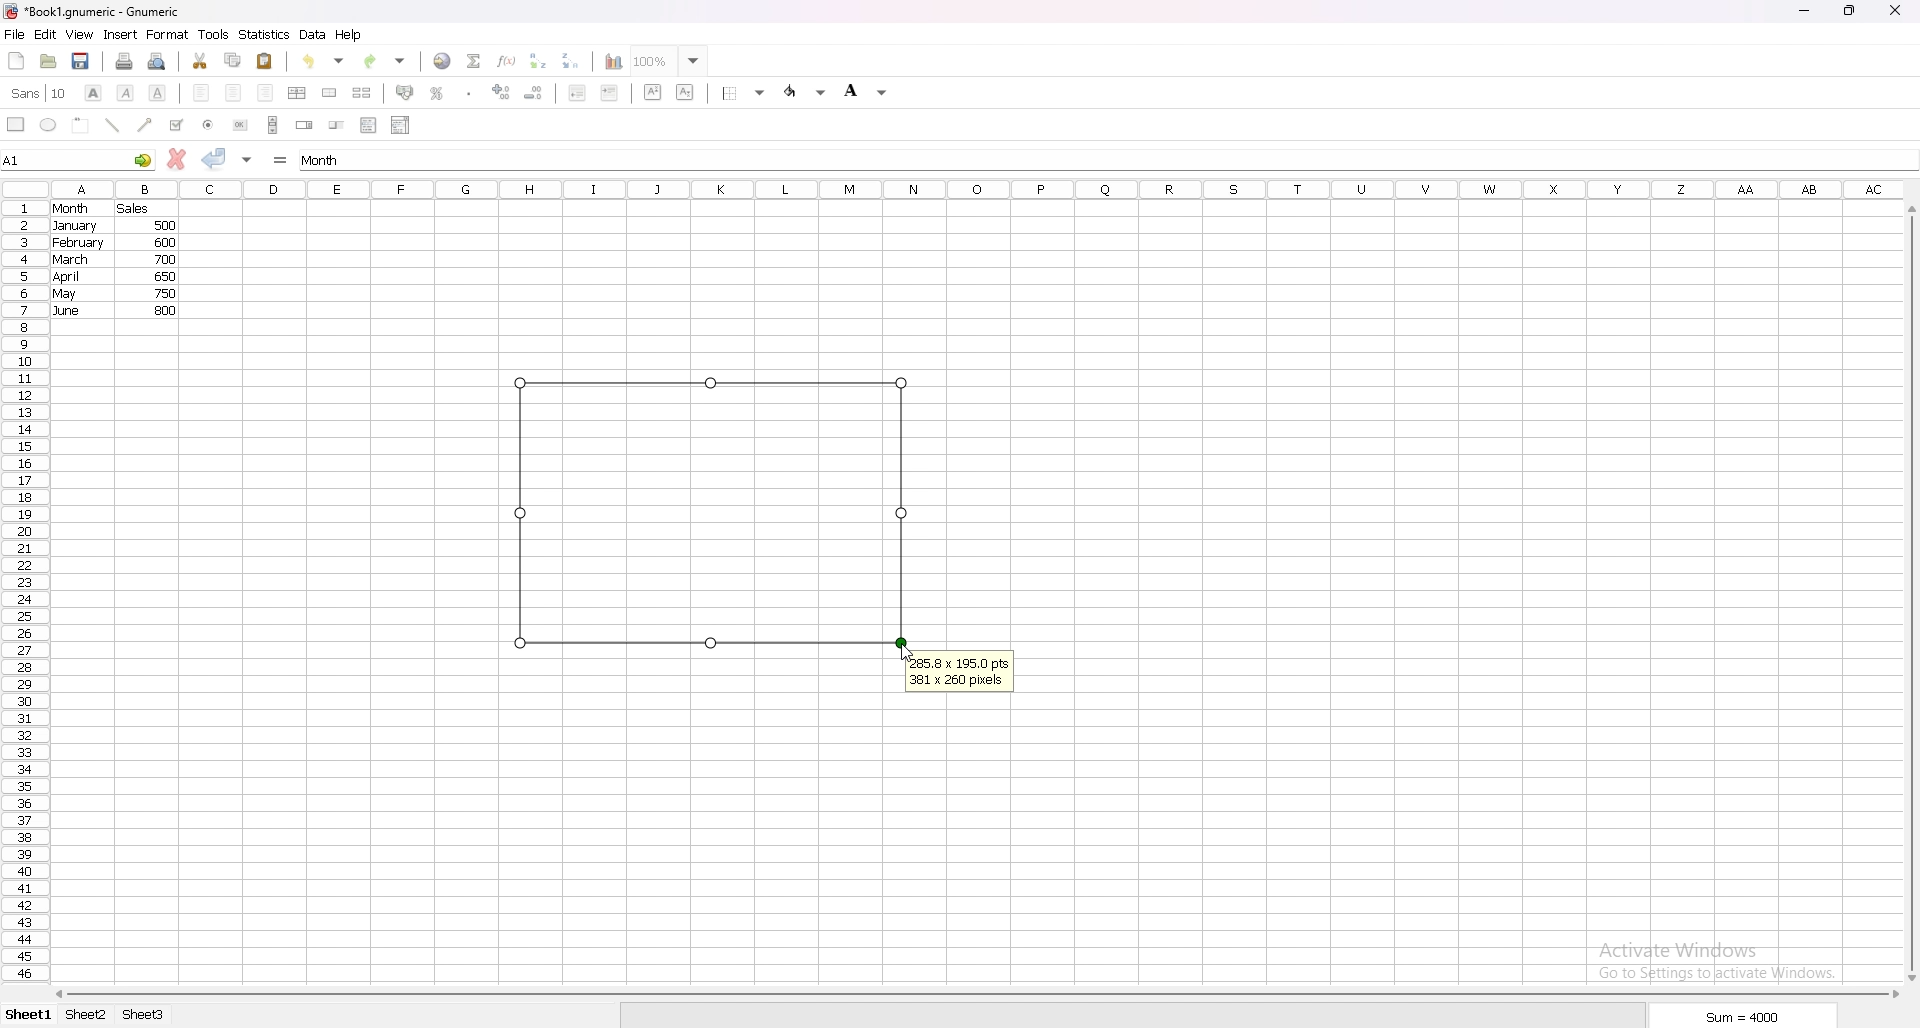 *Book1.gnumeric - Gnumeric
File Edit View Insert Format Tools Statistics Data Help
f(x) 100%
Sans 10 A A A % A
OK
A1 = Month
A B C D E F G H I J K L M N O P Q R S T U V W X Y Z AA AB AC
1 Month Sales
2 January 500
3 February 600
4 March 700
5 April 650
6 May 750
7 June 800
8
9
10
11
12
13
14
15
16
17
18
19
20
21
22
23
24
25
26
27
285.8 x 195.0 pts
28
381 x 260 pixels
29
30
31
32
33
34
35
36
37
38
39
40
41
42
43
44
45
46
Activate Windows
Go to Settings to activate Windows.
Sheet1 Sheet2 Sheet3
Sum = 4000